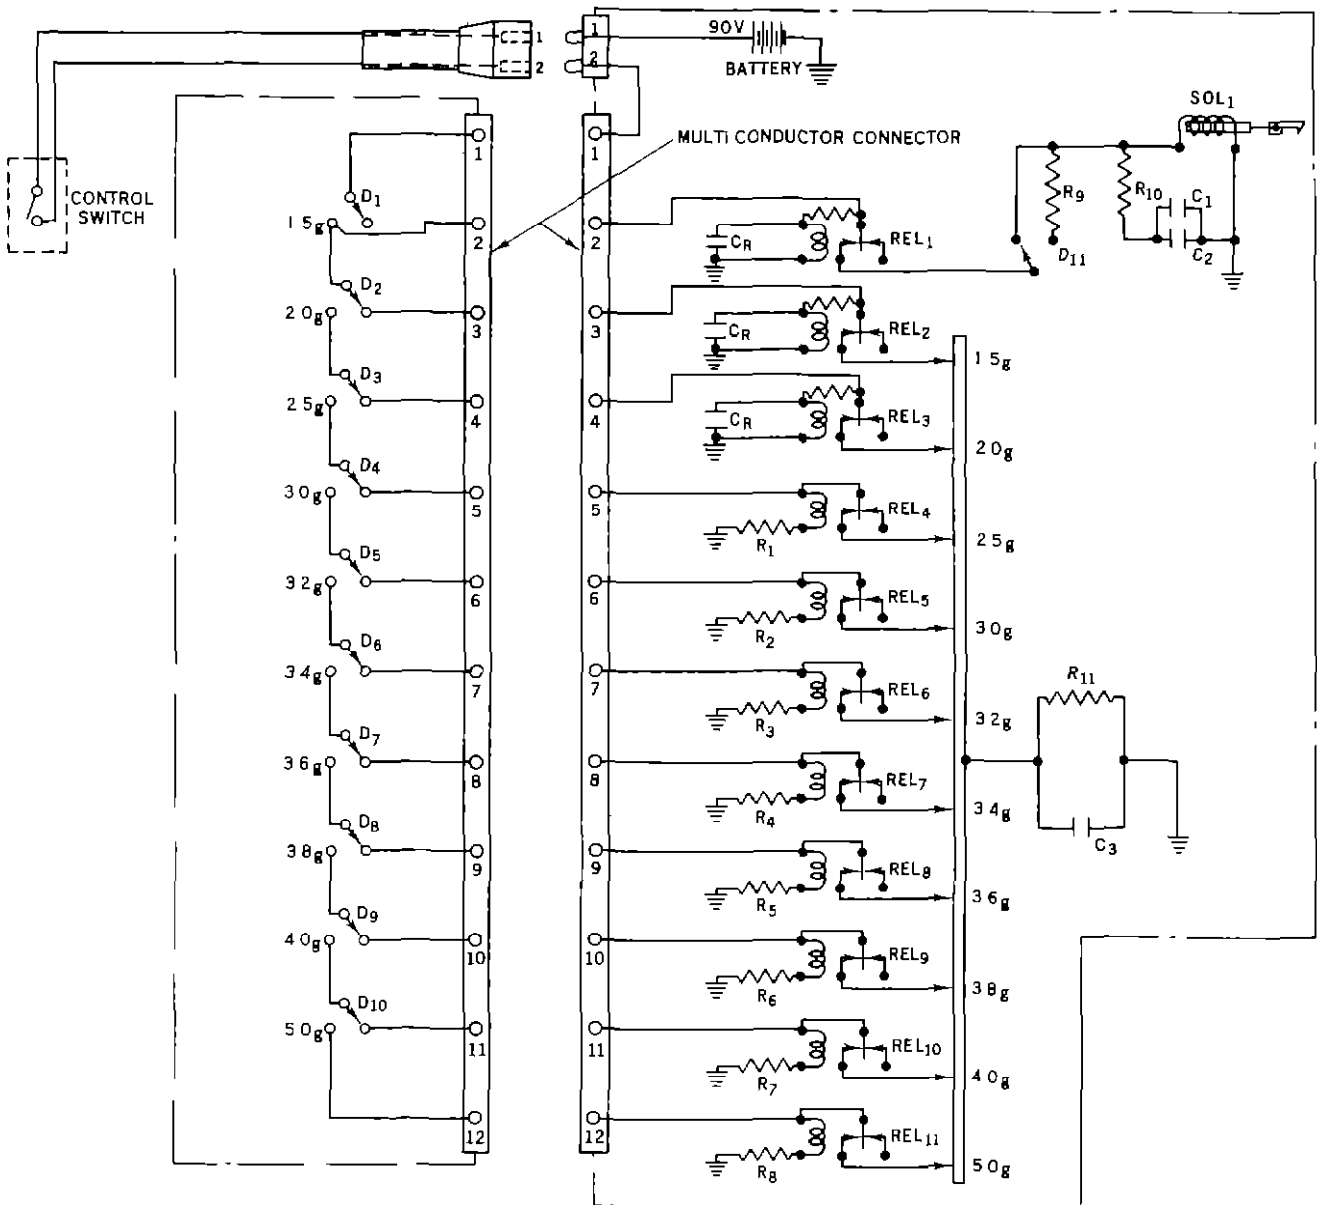 1
2
1
2
90V
BATTERY
SOL1
MULTI CONDUCTOR CONNECTOR
CONTROL
SWITCH
D1
1
1
R9
R10
C1
15g
2
2
CR
REL1
D11
C2
D2
20g
3
3
CR
REL2
15g
D3
25g
4
4
CR
REL3
20g
D4
30g
5
5
R1
REL4
25g
D5
32g
6
6
R2
REL5
30g
D6
34g
7
7
R3
REL6
32g
R11
D7
36g
8
8
R4
REL7
34g
C3
D8
38g
9
9
R5
REL8
36g
D9
40g
10
10
R6
REL9
38g
D10
50g
11
11
R7
REL10
40g
12
12
R8
REL11
50g